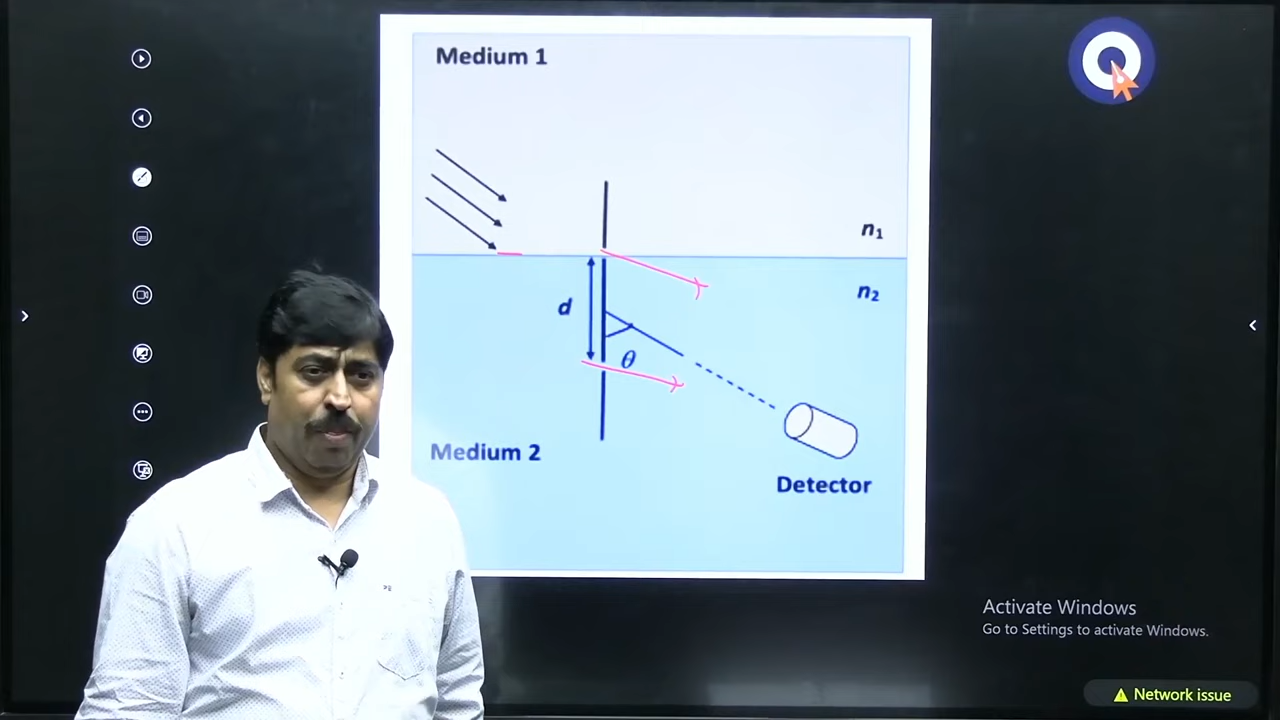 Medium 1
n₁
n₂
d
θ
Medium 2
Detector
Activate Windows
Go to Settings to activate Windows.
Network issue